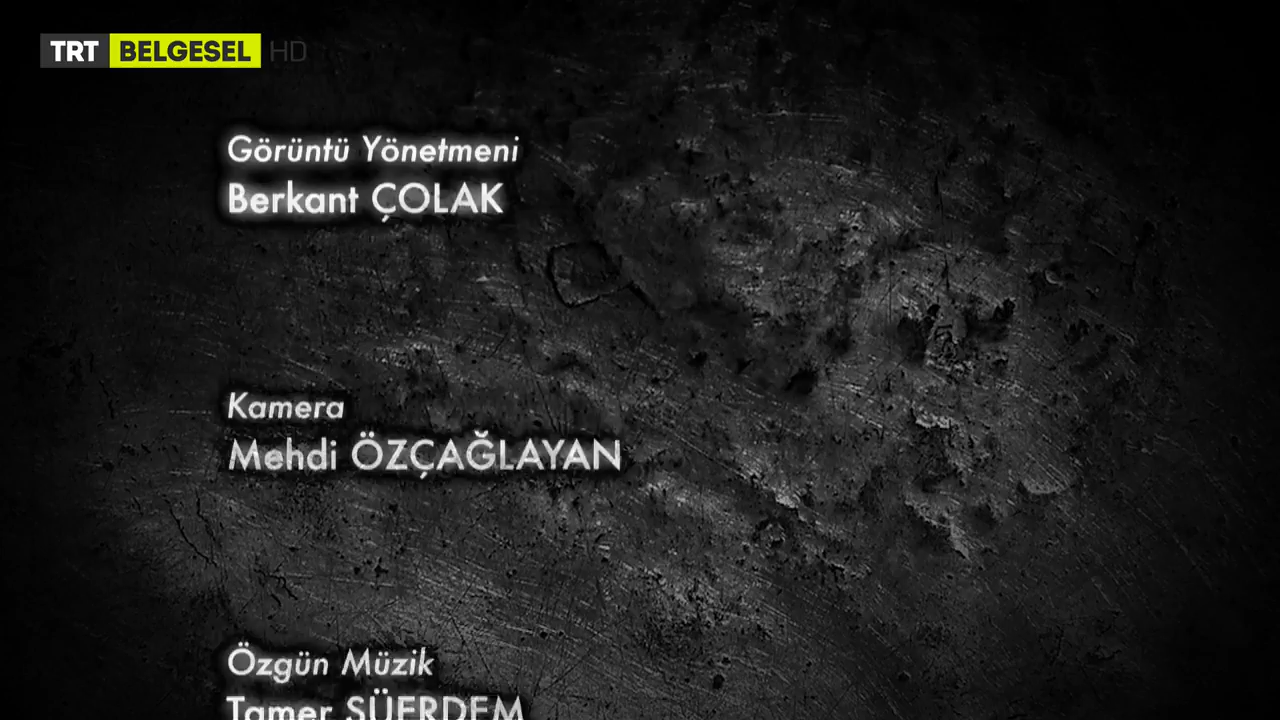 TRT BELGESEL HD
Görüntü Yönetmeni
Berkant ÇOLAK
Kamera
Mehdi ÖZÇAĞLAYAN
Özgün Müzik
Tamer SÜERDEM